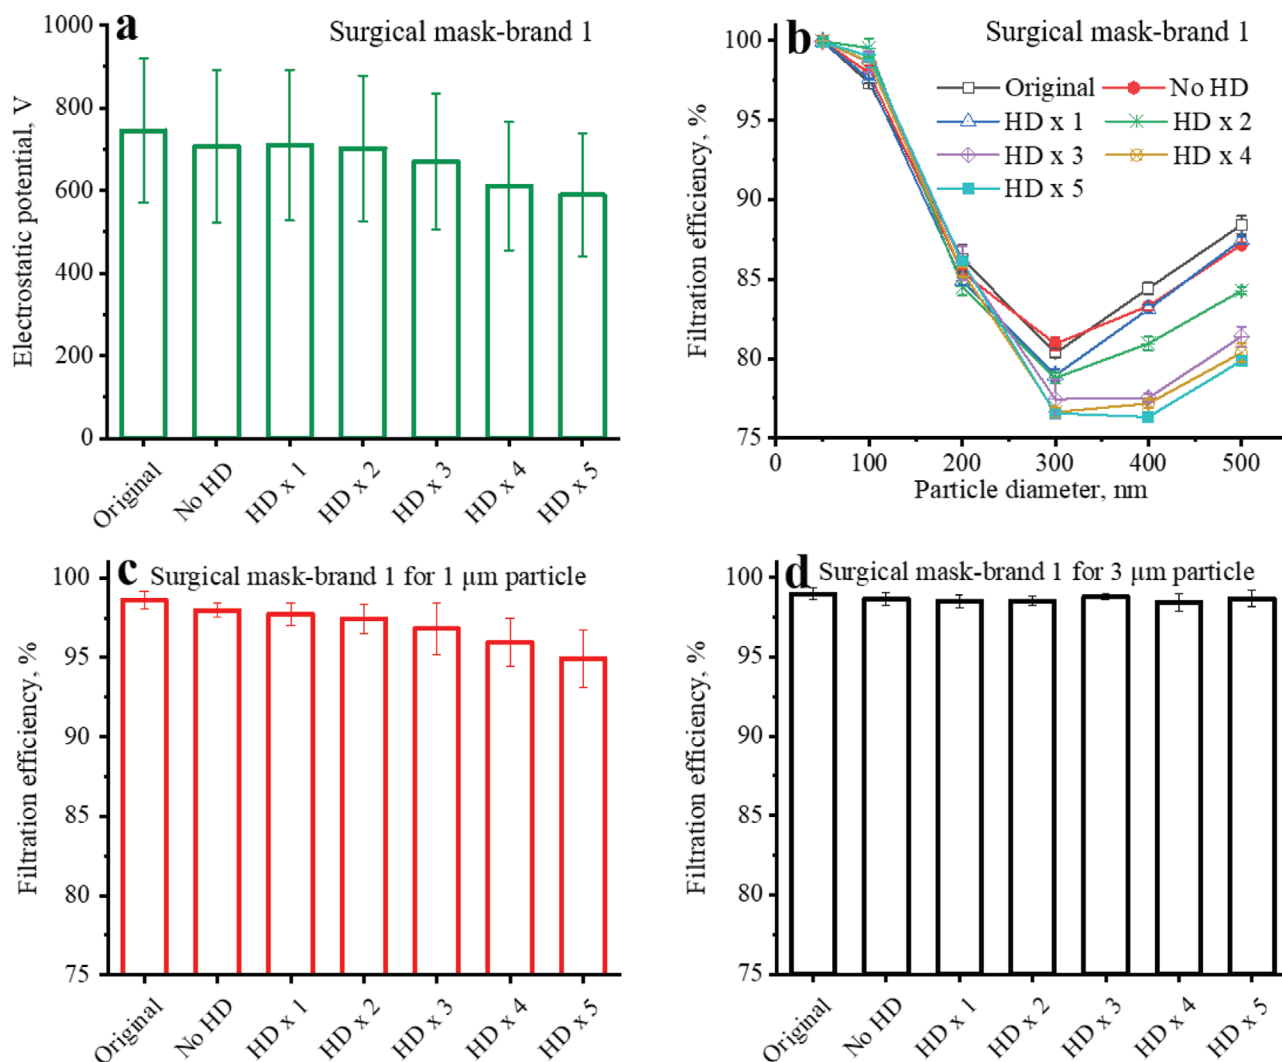 a
Surgical mask-brand 1
Electrostatic potential, V
1000
800
600
400
200
0
Original
No HD
HD x 1
HD x 2
HD x 3
HD x 4
HD x 5
b
Surgical mask-brand 1
Original
No HD
HD x 1
HD x 2
HD x 3
HD x 4
HD x 5
Filtration efficiency, %
100
95
90
85
80
75
0
100
200
300
400
500
Particle diameter, nm
c
Surgical mask-brand 1 for 1 μm particle
Filtration efficiency, %
100
95
90
85
80
75
Original
No HD
HD x 1
HD x 2
HD x 3
HD x 4
HD x 5
d
Surgical mask-brand 1 for 3 μm particle
Filtration efficiency, %
100
95
90
85
80
75
Original
No HD
HD x 1
HD x 2
HD x 3
HD x 4
HD x 5